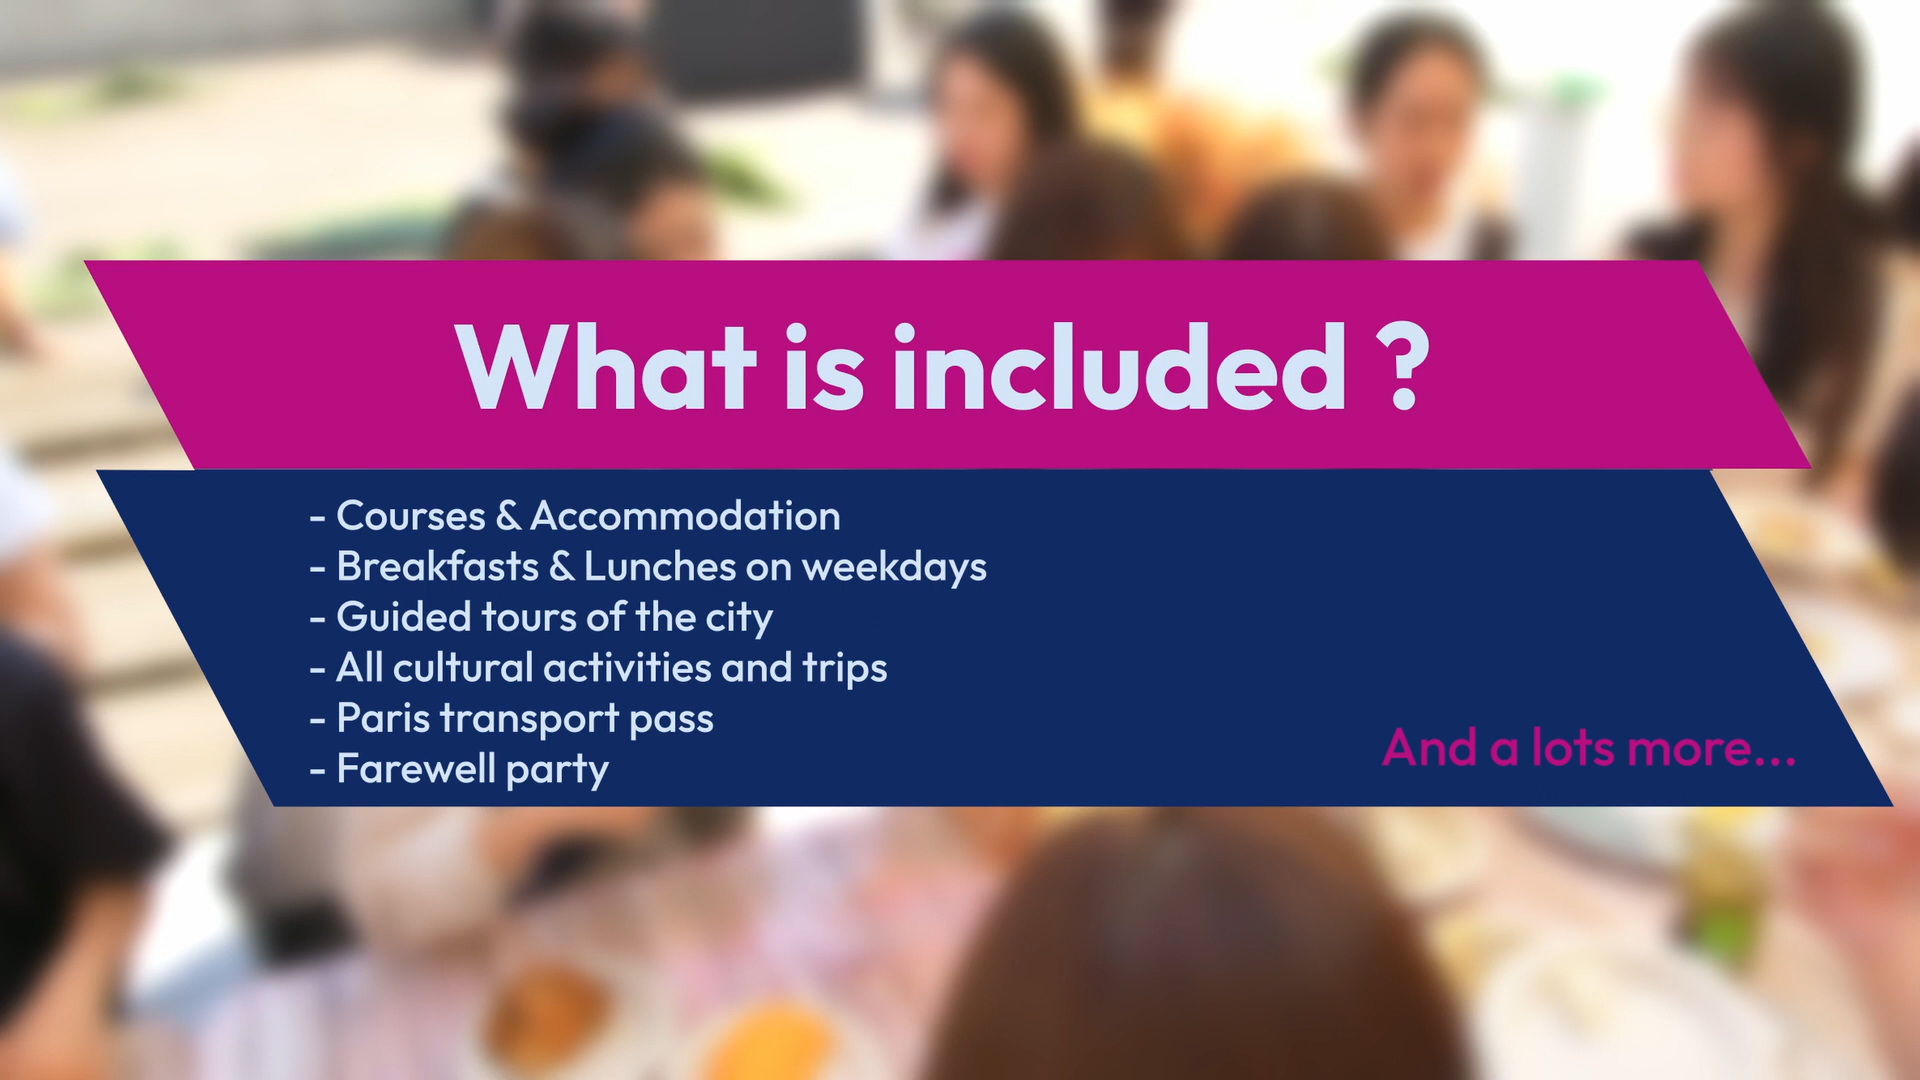 What is included ?
- Courses & Accommodation
- Breakfasts & Lunches on weekdays
- Guided tours of the city
- All cultural activities and trips
- Paris transport pass
- Farewell party
And a lots more...